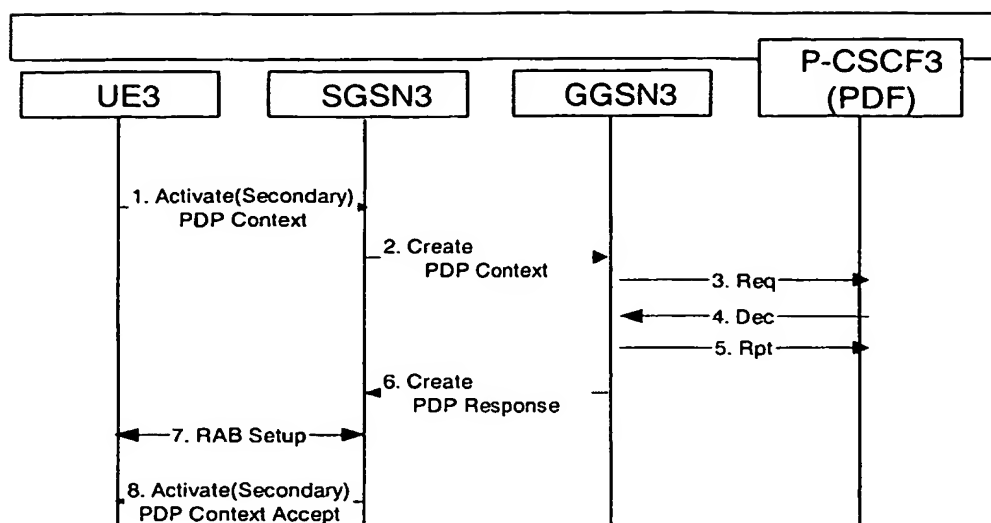 P-CSCF3
(PDF)
UE3
SGSN3
GGSN3
1. Activate(Secondary)
PDP Context
2. Create
PDP Context
3. Req
4. Dec
5. Rpt
6. Create
PDP Response
7. RAB Setup
8. Activate(Secondary)
PDP Context Accept